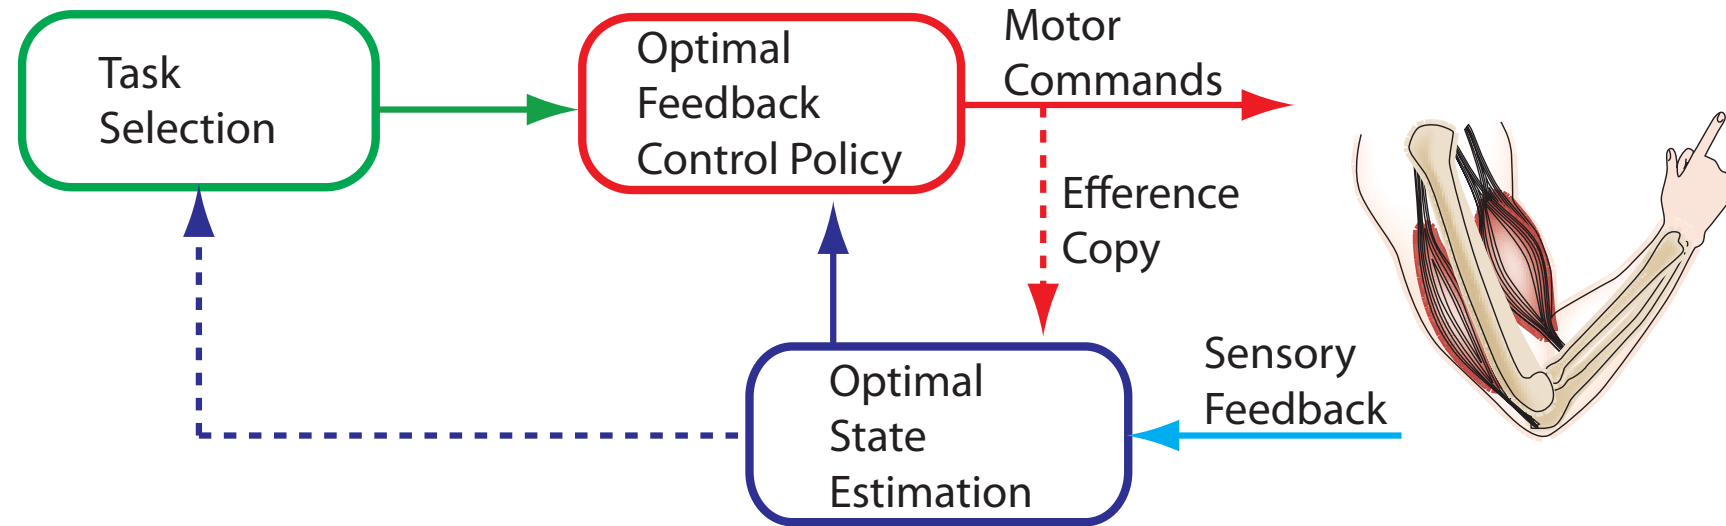 Task
Selection
Optimal
Feedback
Control Policy
Motor
Commands
Efference
Copy
Optimal
State
Estimation
Sensory
Feedback